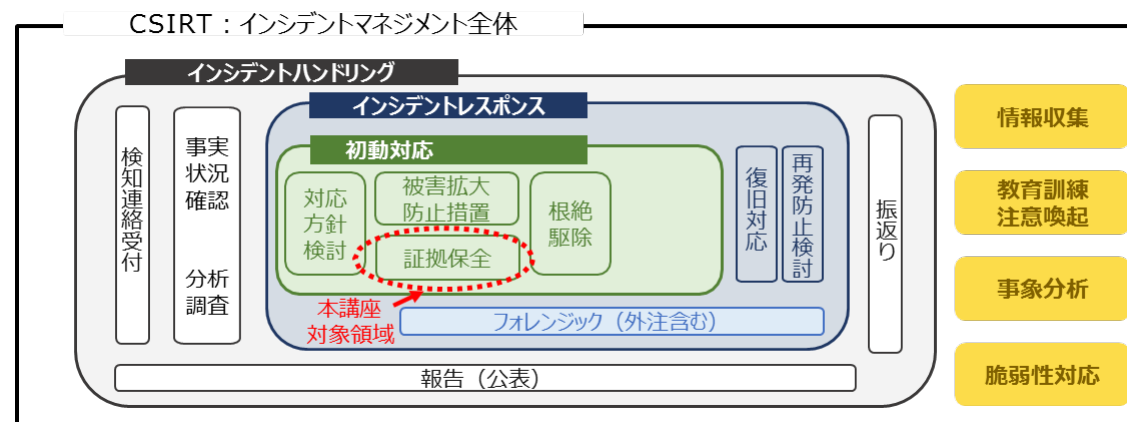 CSIRT：インシデントマネジメント全体
インシデントハンドリング
インシデントレスポンス
初動対応
検知連絡受付
事実
状況
確認
分析
調査
対応
方針
検討
被害拡大
防止措置
証拠保全
根絶
駆除
復旧対応
再発防止検討
振返り
本講座
対象領域
フォレンジック（外注含む）
報告（公表）
情報収集
教育訓練
注意喚起
事象分析
脆弱性対応